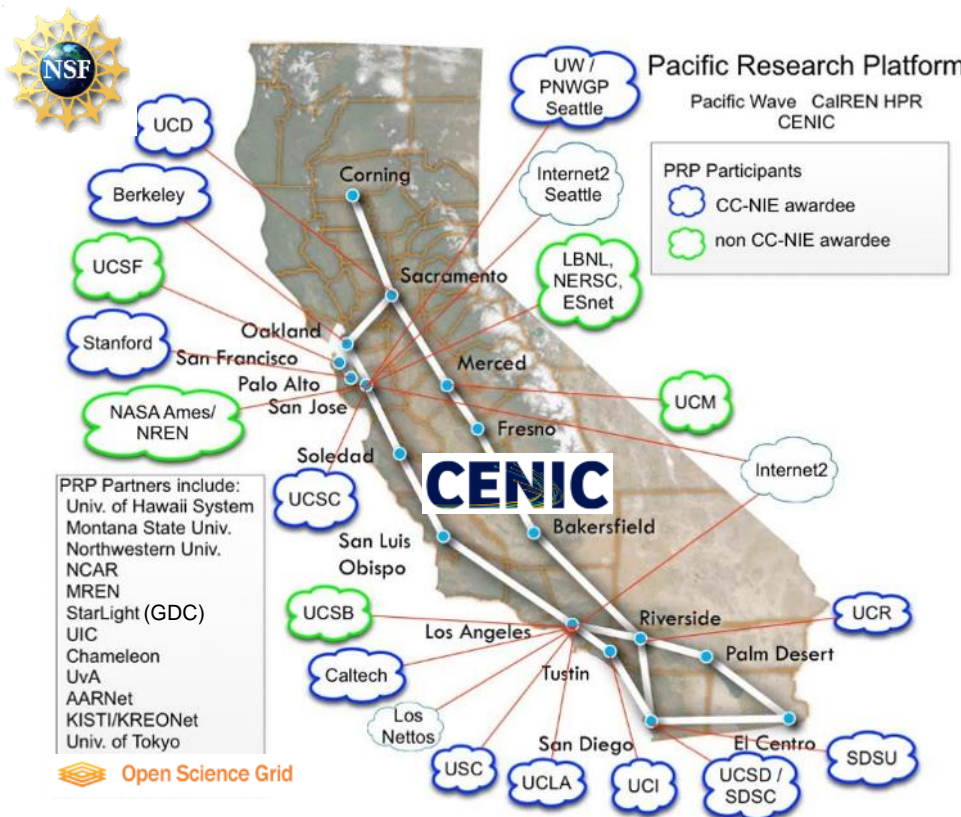 NSF
Pacific Research Platform
Pacific Wave CalREN HPR
CENIC
PRP Participants
CC-NIE awardee
non CC-NIE awardee
UW /
PNWGP
Seattle
UCD
Internet2
Seattle
Berkeley
Corning
LBNL,
NERSC,
ESnet
UCSF
Sacramento
Stanford
Oakland
San Francisco
Palo Alto
San Jose
Merced
NASA Ames/
NREN
UCM
Fresno
Soledad
Internet2
CENIC
UCSC
Bakersfield
San Luis
Obispo
PRP Partners include:
Univ. of Hawaii System
Montana State Univ.
Northwestern Univ.
NCAR
MREN
StarLight (GDC)
UIC
Chameleon
UvA
AARNet
KISTI/KREONet
Univ. of Tokyo
Open Science Grid
UCSB
Los Angeles
Riverside
UCR
Caltech
Tustin
Palm Desert
Los
Nettos
San Diego
El Centro
USC
UCLA
UCI
UCSD /
SDSC
SDSU